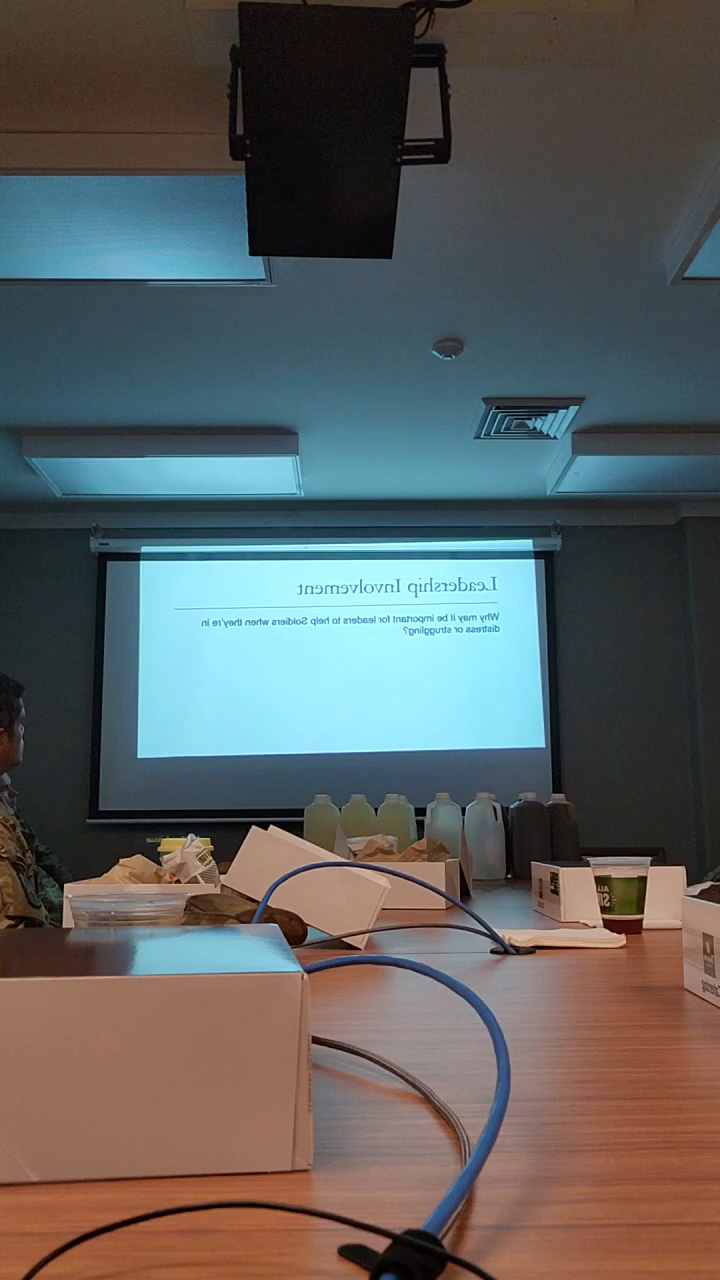 Leadership Involvement
Why may it be important for leaders to help Soldiers when they're in
distress or struggling?
Catering